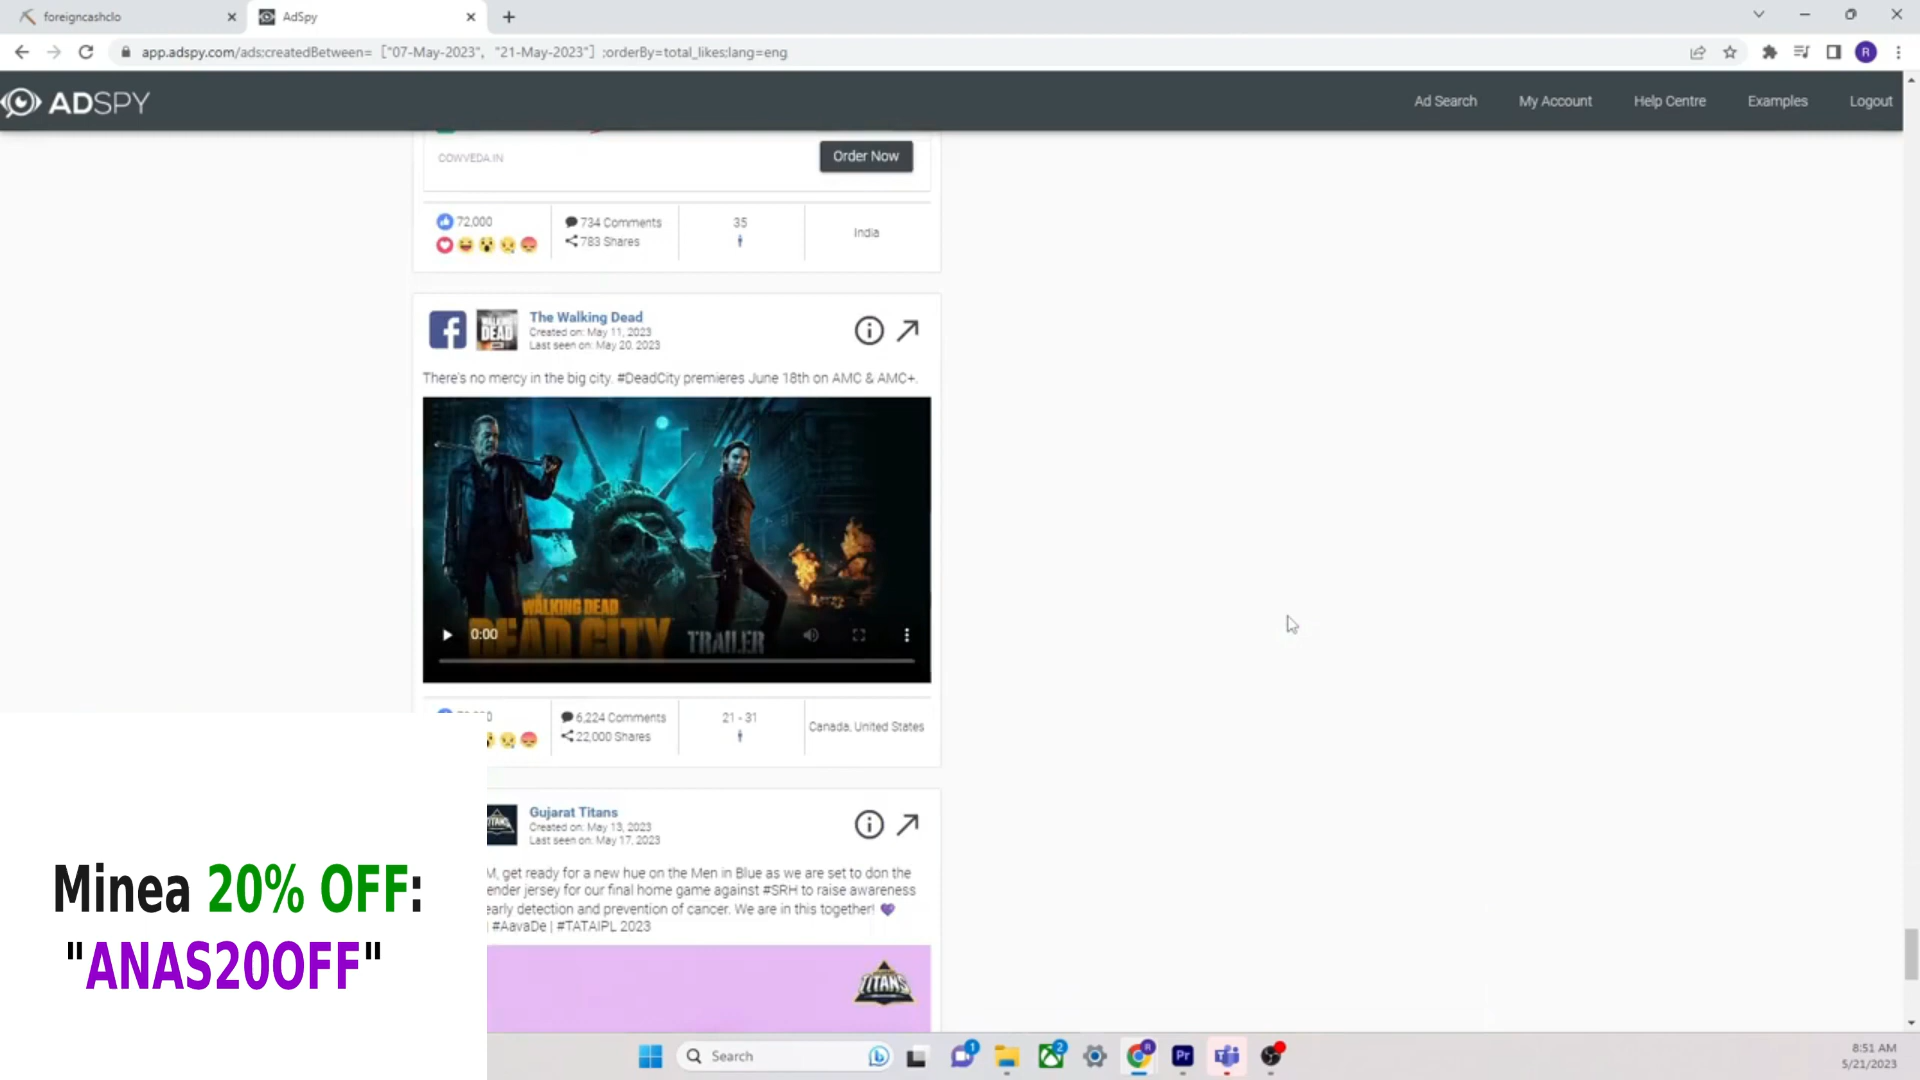 foreigncashclo
AdSpy
app.adspy.com/ads;createdBetween= ["07-May-2023", "21-May-2023"] ;orderBy=total_likes;lang=eng
R
ADSPY
Ad Search
My Account
Help Centre
Examples
Logout
COWVEDA.IN
Order Now
72,000
734 Comments
783 Shares
35
India
The Walking Dead
Created on: May 11, 2023
Last seen on: May 20, 2023
There's no mercy in the big city. #DeadCity premieres June 18th on AMC & AMC+.
WALKING DEAD
DEAD CITY
TRAILER
0:00
6,224 Comments
22,000 Shares
21 - 31
Canada, United States
Gujarat Titans
Created on: May 13, 2023
Last seen on: May 17, 2023
M, get ready for a new hue on the Men in Blue as we are set to don the
ender jersey for our final home game against #SRH to raise awareness
early detection and prevention of cancer. We are in this together! 💜
| #AavaDe | #TATAIPL 2023
TITANS
Minea 20% OFF:
"ANAS20OFF"
Search
1
2
R
Pr
8:51 AM
5/21/2023